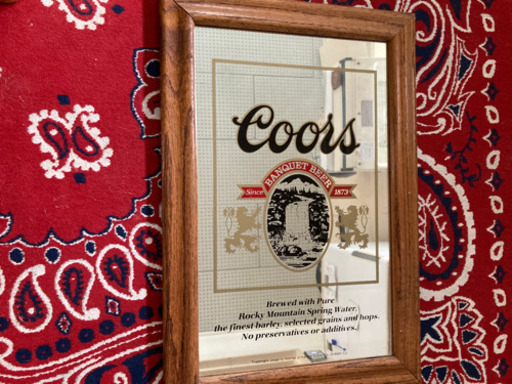 Coors
BANQUET BEER
Since 1873
Brewed with Pure
Rocky Mountain Spring Water,
the finest barley, selected grains and hops.
No preservatives or additives.